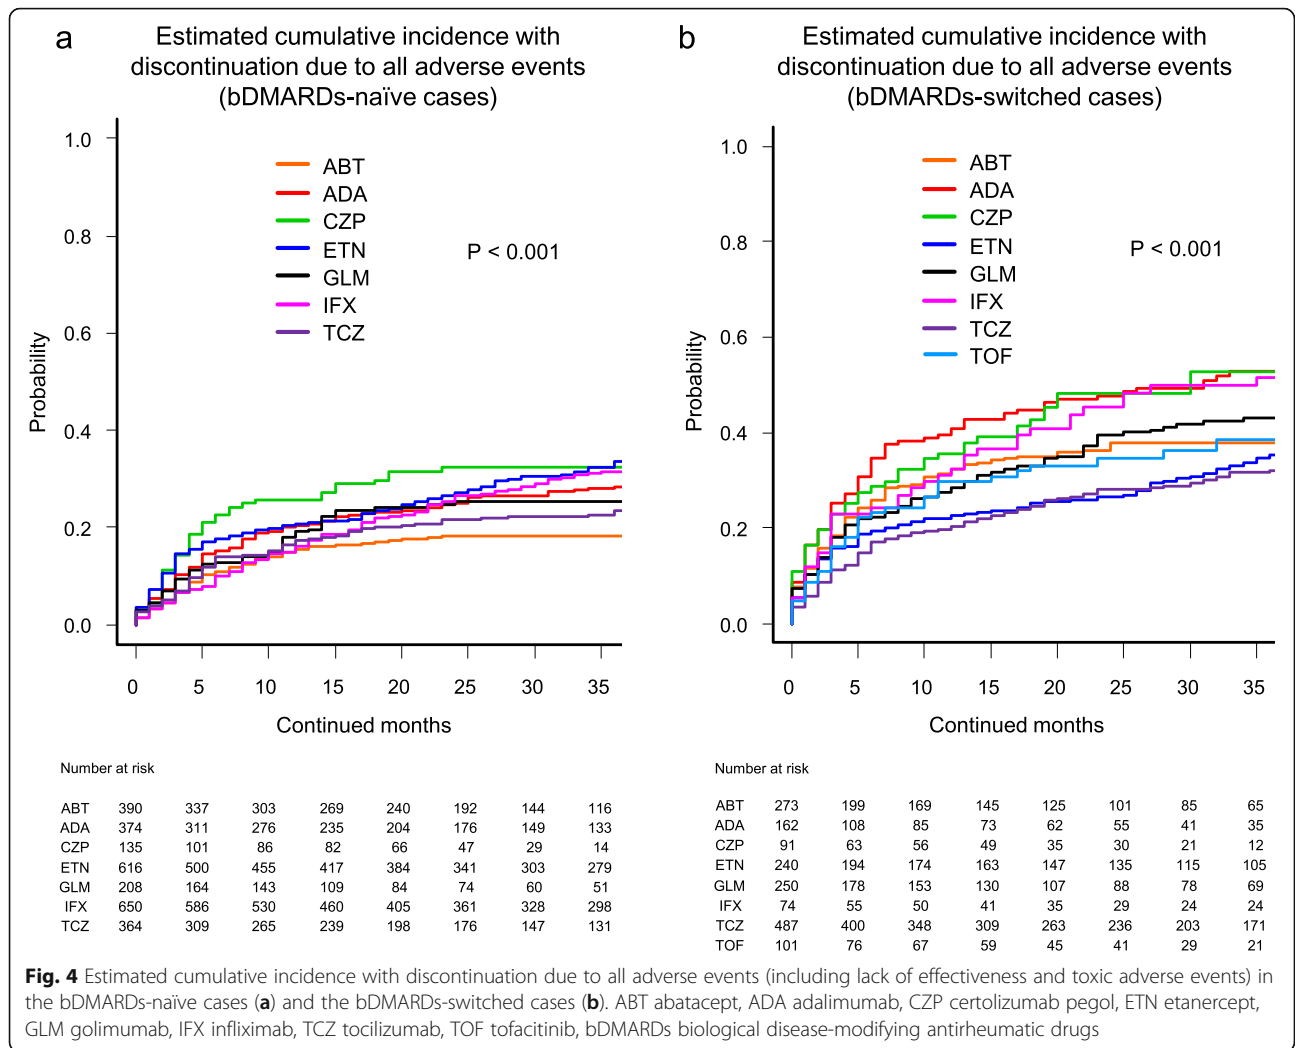 a
Estimated cumulative incidence with
discontinuation due to all adverse events
(bDMARDs-naïve cases)
1.0
0.8
0.6
0.4
0.2
0.0
Probability
ABT
ADA
CZP
ETN
GLM
IFX
TCZ
P < 0.001
0 5 10 15 20 25 30 35
Continued months
Number at risk
ABT 390 337 303 269 240 192 144 116
ADA 374 311 276 235 204 176 149 133
CZP 135 101 86 82 66 47 29 14
ETN 616 500 455 417 384 341 303 279
GLM 208 164 143 109 84 74 60 51
IFX 650 586 530 460 405 361 328 298
TCZ 364 309 265 239 198 176 147 131
b
Estimated cumulative incidence with
discontinuation due to all adverse events
(bDMARDs-switched cases)
1.0
0.8
0.6
0.4
0.2
0.0
Probability
ABT
ADA
CZP
ETN
GLM
IFX
TCZ
TOF
P < 0.001
0 5 10 15 20 25 30 35
Continued months
Number at risk
ABT 273 199 169 145 125 101 85 65
ADA 162 108 85 73 62 55 41 35
CZP 91 63 56 49 35 30 21 12
ETN 240 194 174 163 147 135 115 105
GLM 250 178 153 130 107 88 78 69
IFX 74 55 50 41 35 29 24 24
TCZ 487 400 348 309 263 236 203 171
TOF 101 76 67 59 45 41 29 21
Fig. 4 Estimated cumulative incidence with discontinuation due to all adverse events (including lack of effectiveness and toxic adverse events) in
the bDMARDs-naïve cases (a) and the bDMARDs-switched cases (b). ABT abatacept, ADA adalimumab, CZP certolizumab pegol, ETN etanercept,
GLM golimumab, IFX infliximab, TCZ tocilizumab, TOF tofacitinib, bDMARDs biological disease-modifying antirheumatic drugs